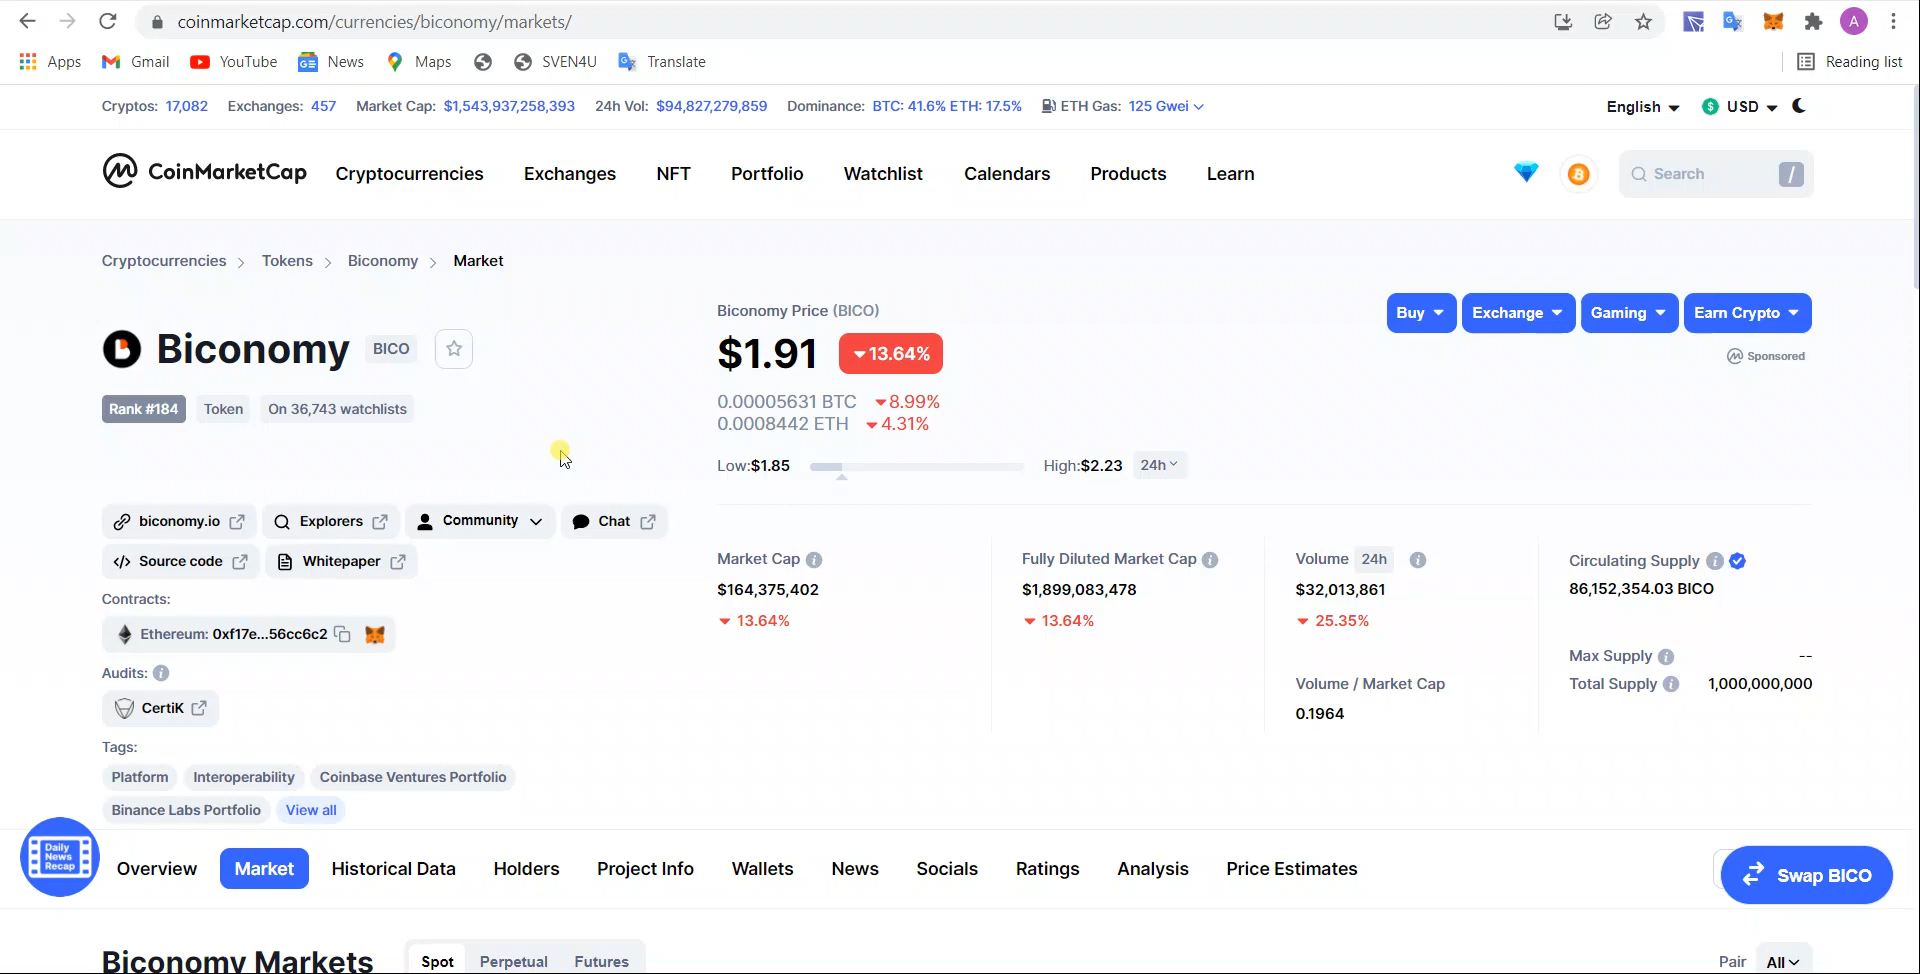 coinmarketcap.com/currencies/biconomy/markets/
A
Apps Gmail YouTube News Maps SVEN4U Translate Reading list
Cryptos: 17,082 Exchanges: 457 Market Cap: $1,543,937,258,393 24h Vol: $94,827,279,859 Dominance: BTC: 41.6% ETH: 17.5% ETH Gas: 125 Gwei English USD
CoinMarketCap Cryptocurrencies Exchanges NFT Portfolio Watchlist Calendars Products Learn Search /
Cryptocurrencies > Tokens > Biconomy > Market
Biconomy BICO
Rank #184 Token On 36,743 watchlists
Biconomy Price (BICO)
$1.91 13.64%
0.00005631 BTC 8.99%
0.0008442 ETH 4.31%
Low:$1.85 High:$2.23 24h
Buy Exchange Gaming Earn Crypto
Sponsored
biconomy.io Explorers Community Chat
Source code Whitepaper
Contracts:
Ethereum: 0xf17e...56cc6c2
Audits:
CertiK
Tags:
Platform Interoperability Coinbase Ventures Portfolio
Binance Labs Portfolio View all
Market Cap
$164,375,402
13.64%
Fully Diluted Market Cap
$1,899,083,478
13.64%
Volume 24h
$32,013,861
25.35%
Volume / Market Cap
0.1964
Circulating Supply
86,152,354.03 BICO
Max Supply --
Total Supply 1,000,000,000
Daily
News
Recap
Overview Market Historical Data Holders Project Info Wallets News Socials Ratings Analysis Price Estimates
Swap BICO
Biconomy Markets Spot Perpetual Futures Pair All